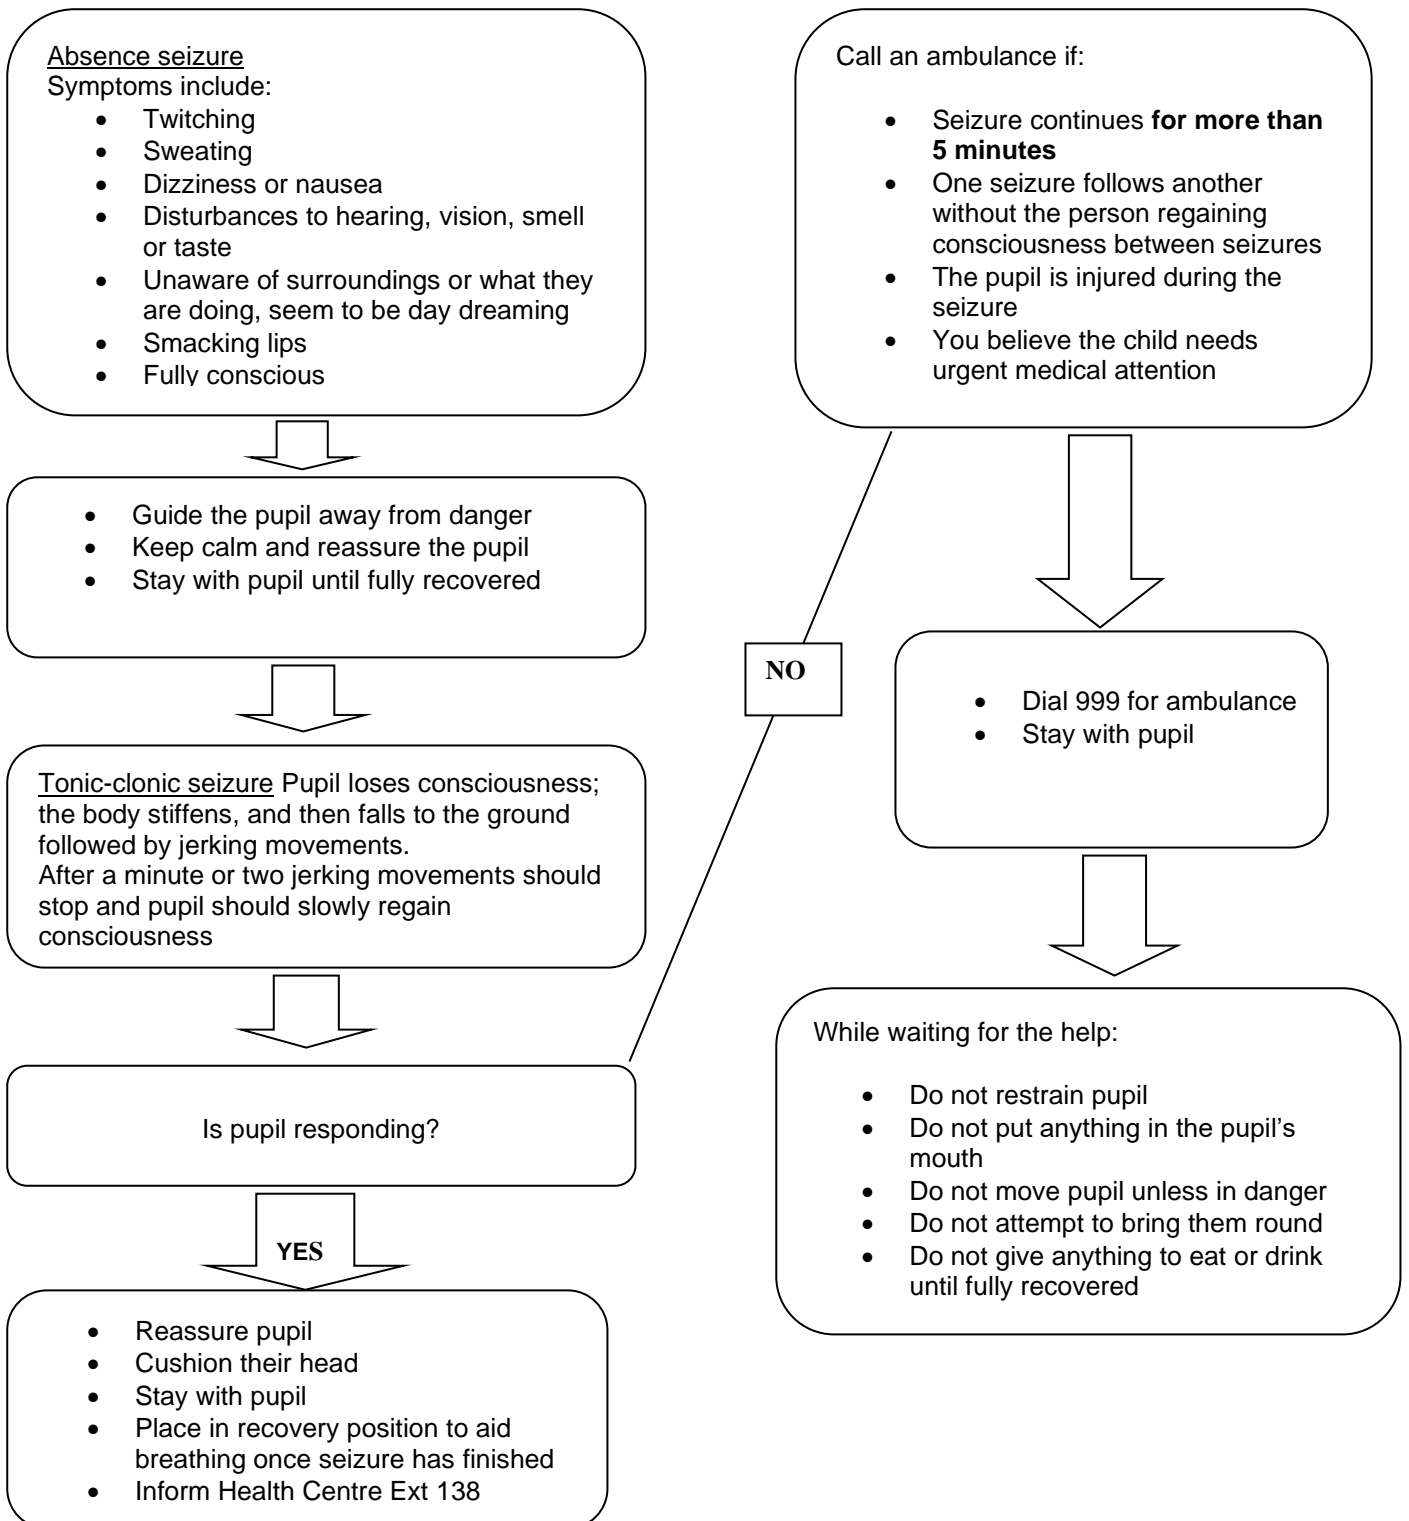 Absence seizure
Symptoms include:
• Twitching
• Sweating
• Dizziness or nausea
• Disturbances to hearing, vision, smell
or taste
• Unaware of surroundings or what they
are doing, seem to be day dreaming
• Smacking lips
• Fully conscious
• Guide the pupil away from danger
• Keep calm and reassure the pupil
• Stay with pupil until fully recovered
Tonic-clonic seizure Pupil loses consciousness;
the body stiffens, and then falls to the ground
followed by jerking movements.
After a minute or two jerking movements should
stop and pupil should slowly regain
consciousness
Is pupil responding?
YES
• Reassure pupil
• Cushion their head
• Stay with pupil
• Place in recovery position to aid
breathing once seizure has finished
• Inform Health Centre Ext 138
NO
Call an ambulance if:
• Seizure continues for more than
5 minutes
• One seizure follows another
without the person regaining
consciousness between seizures
• The pupil is injured during the
seizure
• You believe the child needs
urgent medical attention
• Dial 999 for ambulance
• Stay with pupil
While waiting for the help:
• Do not restrain pupil
• Do not put anything in the pupil’s
mouth
• Do not move pupil unless in danger
• Do not attempt to bring them round
• Do not give anything to eat or drink
until fully recovered